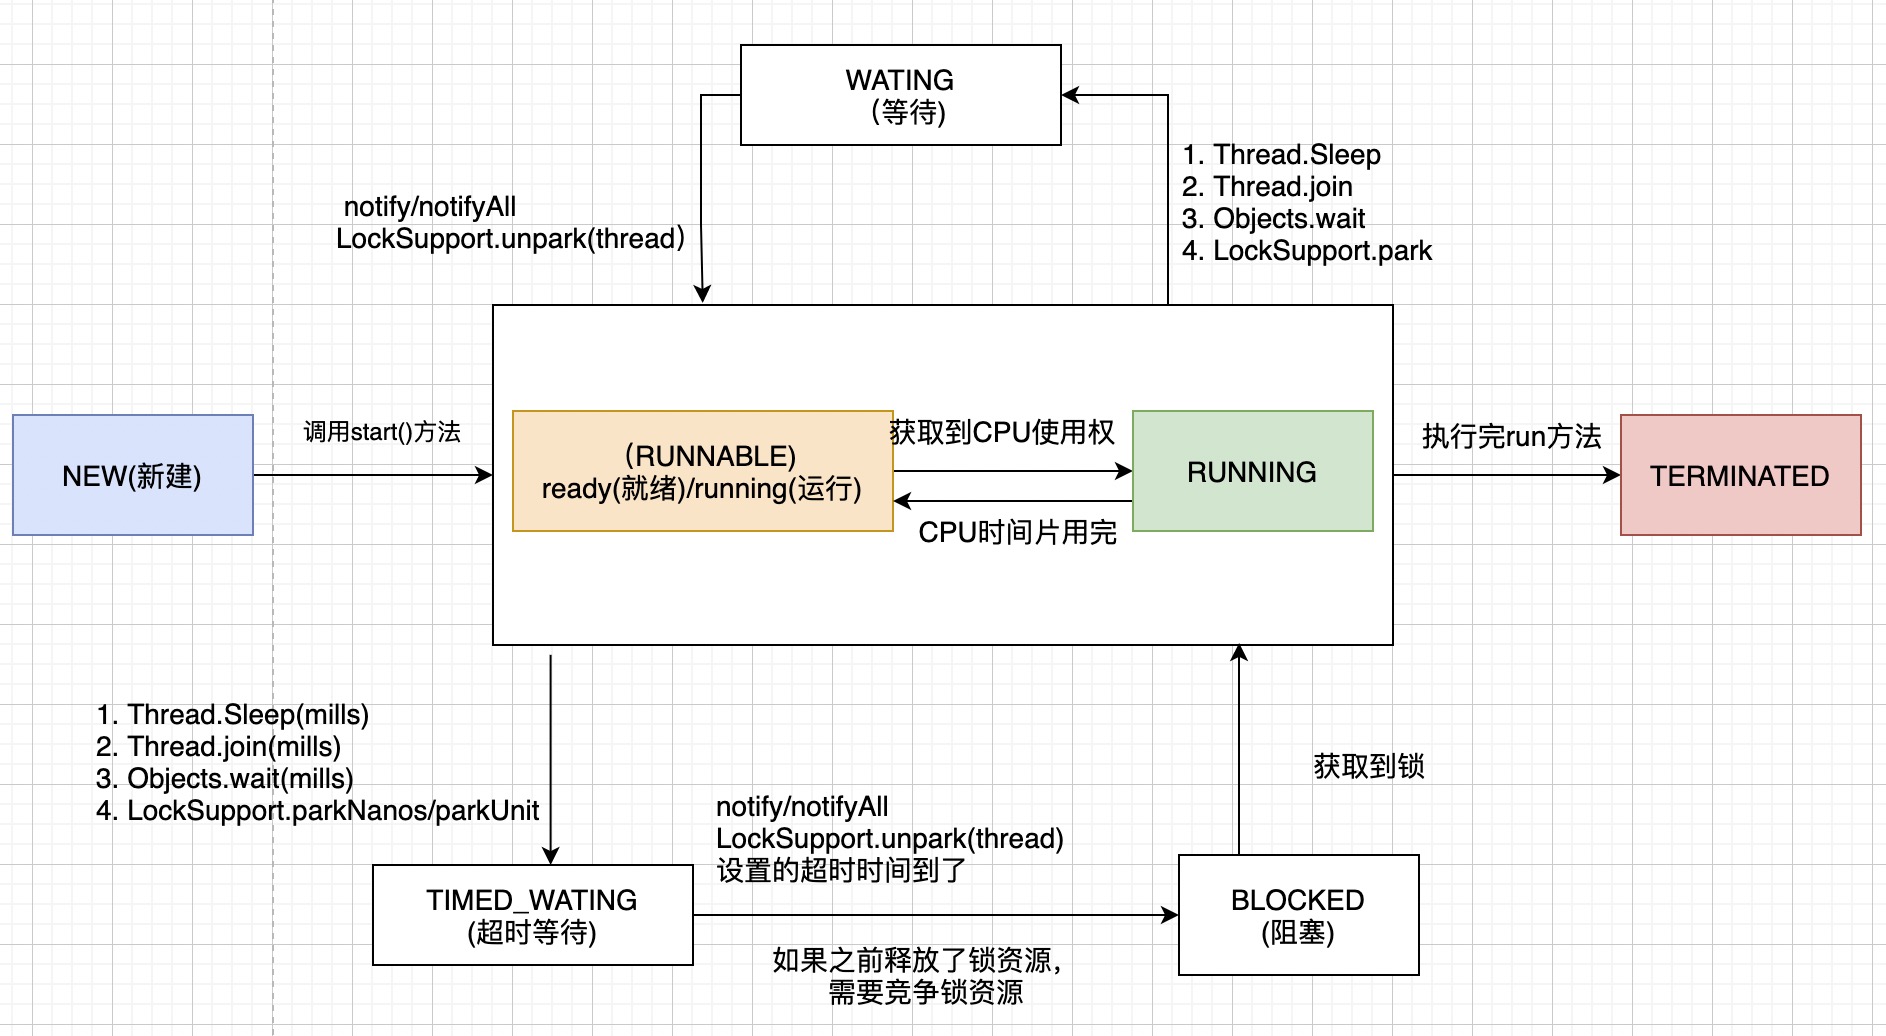 WATING
（等待)
1. Thread.Sleep
2. Thread.join
3. Objects.wait
4. LockSupport.park
notify/notifyAll
LockSupport.unpark(thread）
NEW(新建)
调用start()方法
（RUNNABLE)
ready(就绪)/running(运行)
获取到CPU使用权
CPU时间片用完
RUNNING
执行完run方法
TERMINATED
1. Thread.Sleep(mills)
2. Thread.join(mills)
3. Objects.wait(mills)
4. LockSupport.parkNanos/parkUnit
获取到锁
notify/notifyAll
LockSupport.unpark(thread)
设置的超时时间到了
TIMED_WATING
(超时等待)
如果之前释放了锁资源，
需要竞争锁资源
BLOCKED
(阻塞)